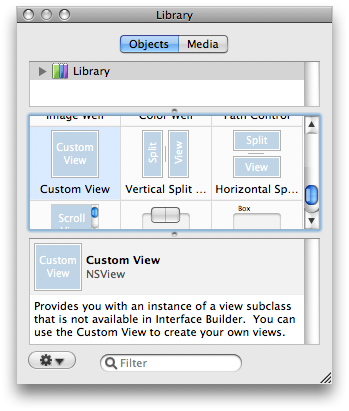 Library
Objects Media
Library
Image Well Color Well Path Control
Custom View
Split View
Split View
Custom View Vertical Split ... Horizontal Sp...
Scroll
Box
Custom View
Custom View
NSView
Provides you with an instance of a view subclass
that is not available in Interface Builder. You can
use the Custom View to create your own views.
Filter